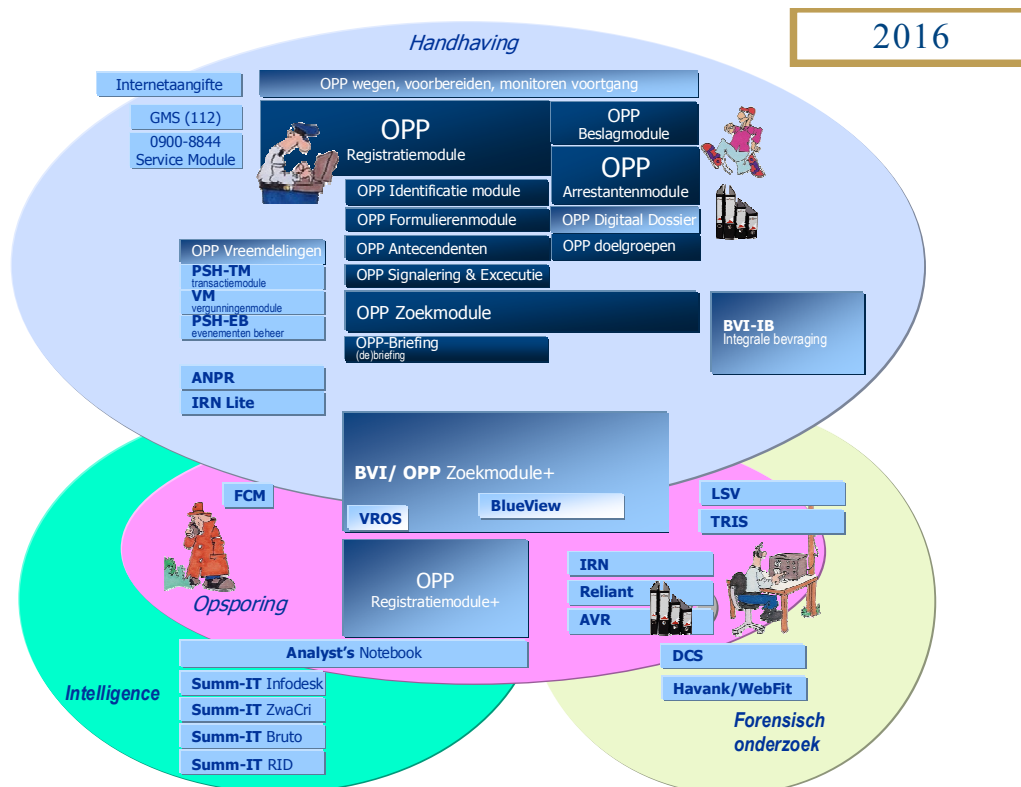 2016
Handhaving
Internetaangifte
OPP wegen, voorbereiden, monitoren voortgang
GMS (112)
0900-8844
Service Module
OPP
Registratiemodule
OPP
Beslagmodule
OPP
Arrestantenmodule
OPP Identificatie module
OPP Formulierenmodule
OPP Digitaal Dossier
OPP Antecendenten
OPP doelgroepen
OPP Signalering & Excecutie
OPP Vreemdelingen
PSH-TM
transactiemodule
VM
vergunningenmodule
PSH-EB
evenementen beheer
OPP Zoekmodule
OPP-Briefing
(de)briefing
BVI-IB
Integrale bevraging
ANPR
IRN Lite
BVI/ OPP Zoekmodule+
BlueView
VROS
FCM
LSV
TRIS
Opsporing
OPP
Registratiemodule+
IRN
Reliant
AVR
Analyst's Notebook
DCS
Havank/WebFit
Intelligence
Summ-IT Infodesk
Summ-IT ZwaCri
Summ-IT Bruto
Summ-IT RID
Forensisch
onderzoek